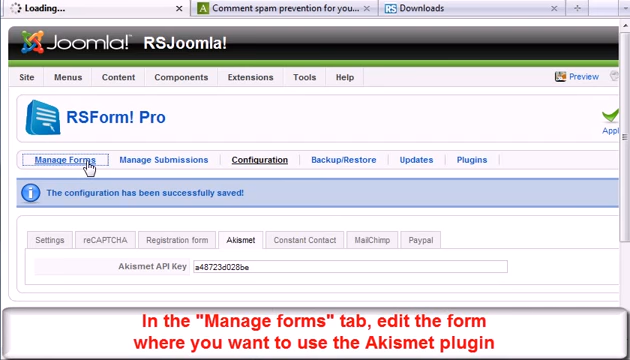 Loading...
Comment spam prevention for you...
Downloads
Joomla!
RSJoomla!
Site Menus Content Components Extensions Tools Help
Preview
RSForm! Pro
Appl
Manage Forms Manage Submissions Configuration Backup/Restore Updates Plugins
The configuration has been successfully saved!
Settings reCAPTCHA Registration form Akismet Constant Contact MailChimp Paypal
Akismet API Key a48723d028be
In the "Manage forms" tab, edit the form
where you want to use the Akismet plugin